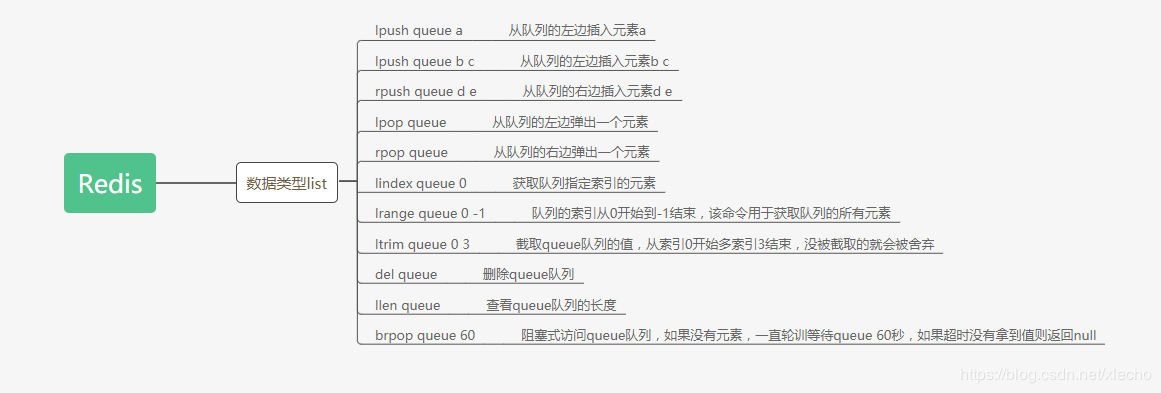 Redis
数据类型list
lpush queue a 从队列的左边插入元素a
lpush queue b c 从队列的左边插入元素b c
rpush queue d e 从队列的右边插入元素d e
lpop queue 从队列的左边弹出一个元素
rpop queue 从队列的右边弹出一个元素
lindex queue 0 获取队列指定索引的元素
lrange queue 0 -1 队列的索引从0开始到-1结束，该命令用于获取队列的所有元素
ltrim queue 0 3 截取queue队列的值，从索引0开始多索引3结束，没被截取的就会被舍弃
del queue 删除queue队列
llen queue 查看queue队列的长度
brpop queue 60 阻塞式访问queue队列，如果没有元素，一直轮训等待queue 60秒，如果超时没有拿到值则返回null
https://blog.csdn.net/xlecho